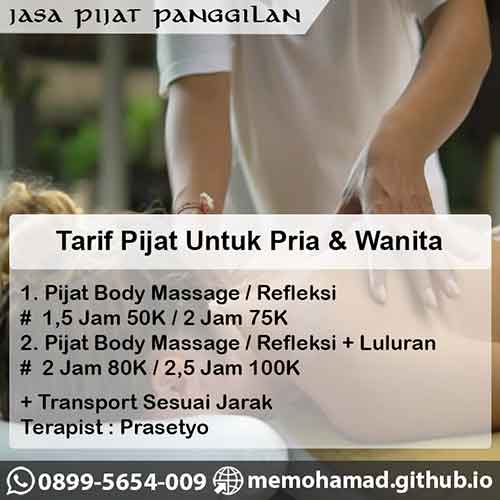 JASA PIJAT PANGGILAN
Tarif Pijat Untuk Pria & Wanita
1. Pijat Body Massage / Refleksi
# 1,5 Jam 50K / 2 Jam 75K
2. Pijat Body Massage / Refleksi + Luluran
# 2 Jam 80K / 2,5 Jam 100K
+ Transport Sesuai Jarak
Terapist : Prasetyo
0899-5654-009 memohamad.github.io